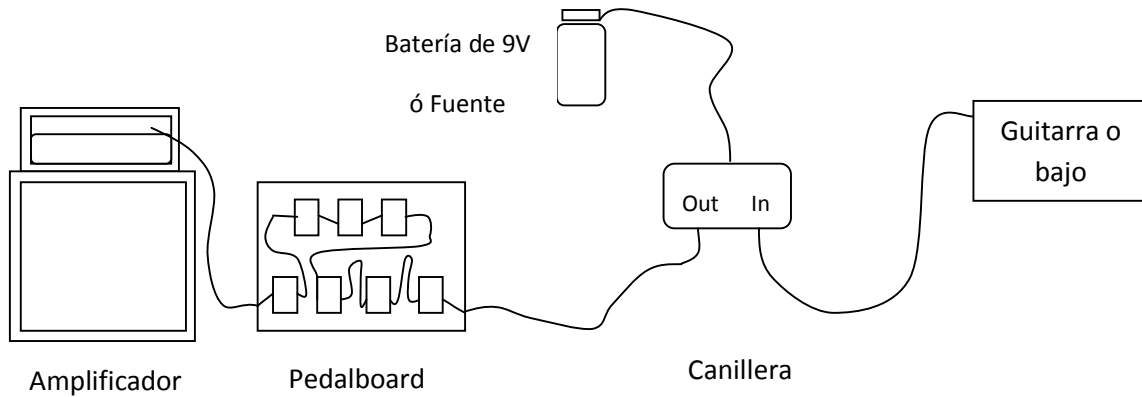 Batería de 9V
ó Fuente
Guitarra o
bajo
Out In
Amplificador
Pedalboard
Canillera